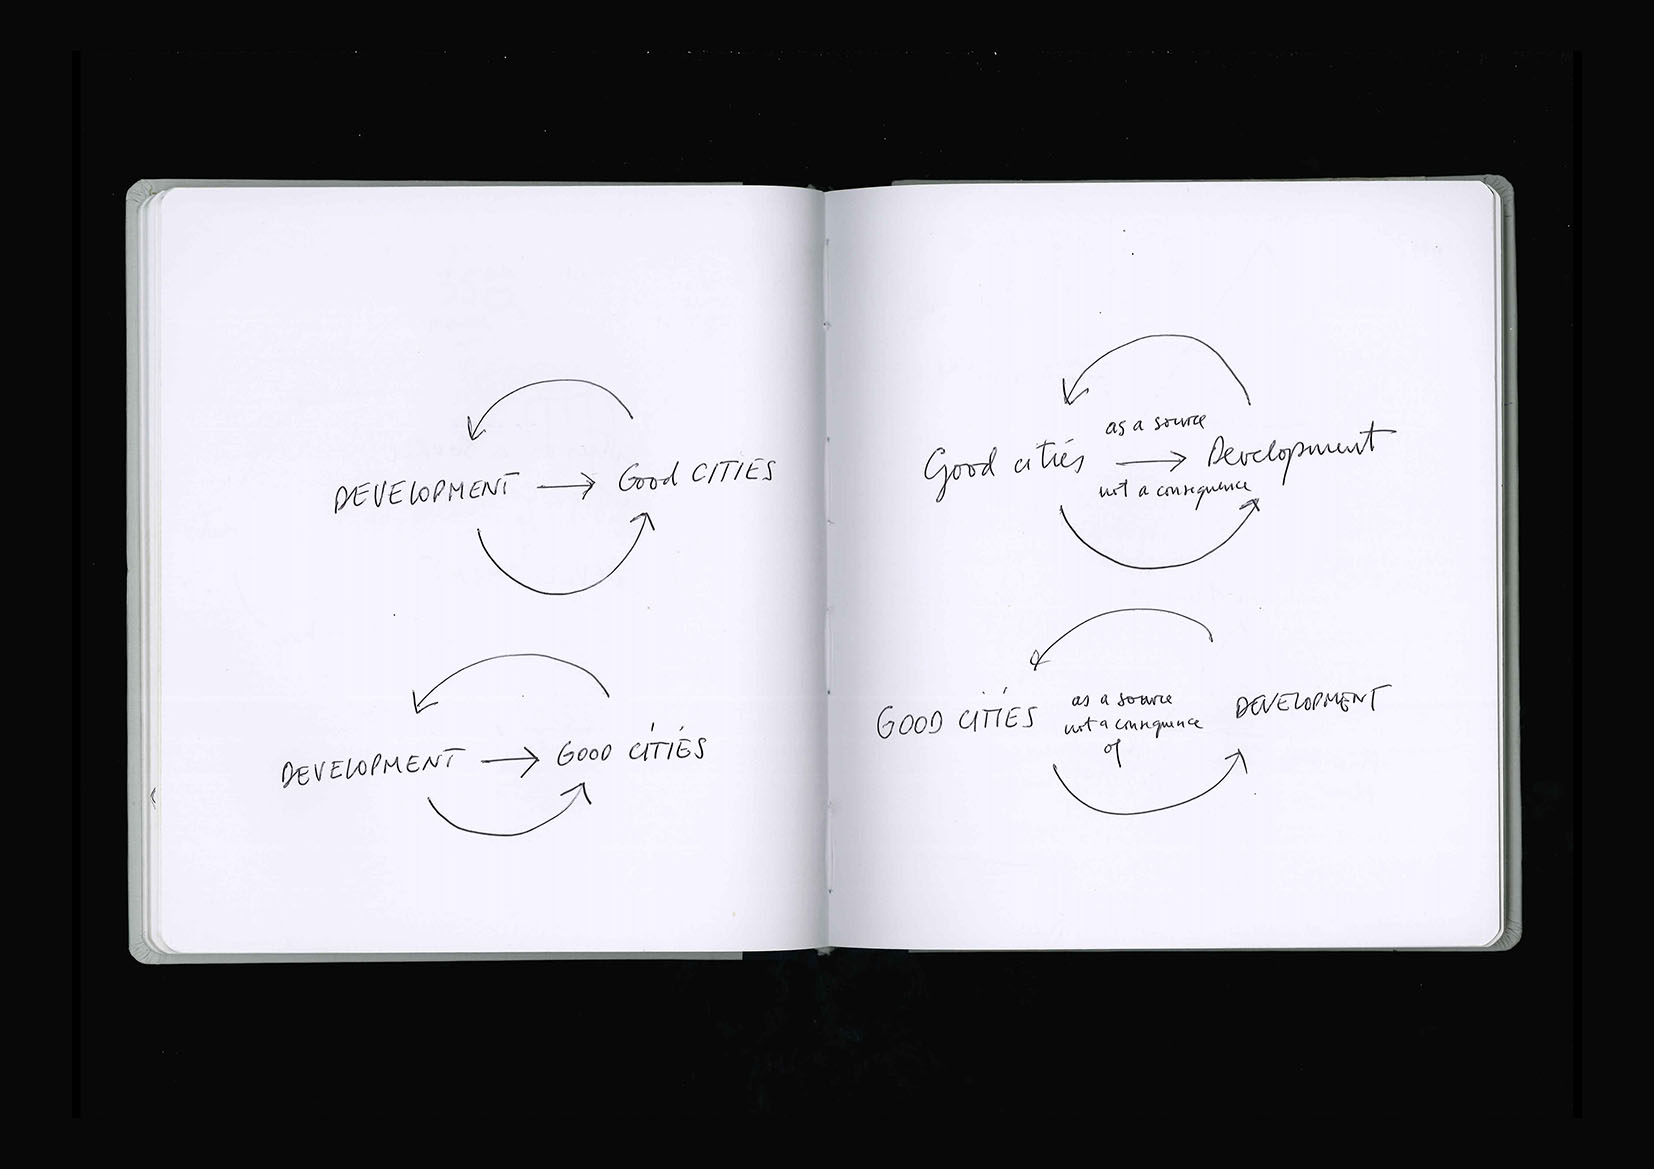 DEVELOPMENT → Good CITIES
DEVELOPMENT → GOOD CITIES
as a source
Good cities → Development
not a consequence
GOOD CITIES as a source DEVELOPMENT
not a consequence
of